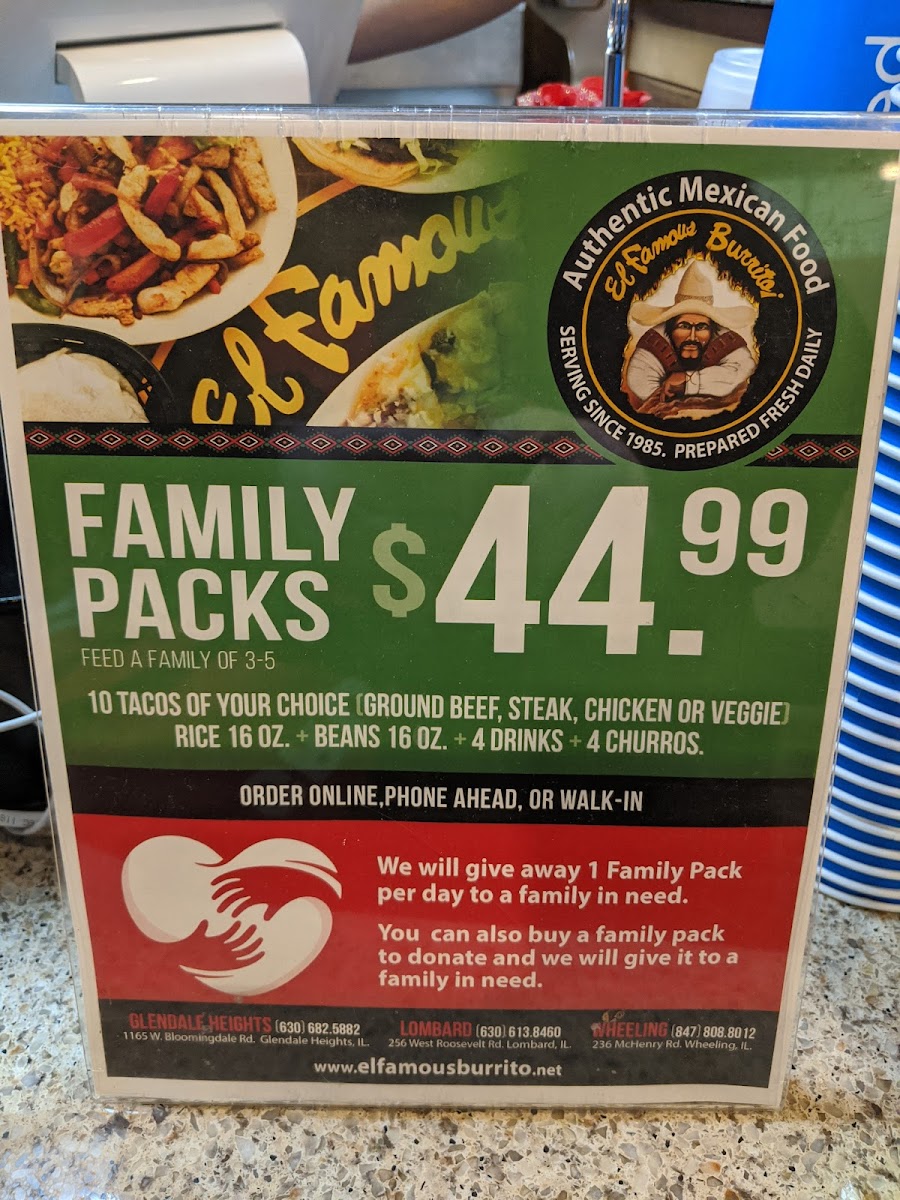 El Famous
Authentic Mexican Food
El Famous Burrito
SERVING SINCE 1985. PREPARED FRESH DAILY
FAMILY
PACKS
$44.99
FEED A FAMILY OF 3-5
10 TACOS OF YOUR CHOICE (GROUND BEEF, STEAK, CHICKEN OR VEGGIE)
RICE 16 OZ. + BEANS 16 OZ. + 4 DRINKS + 4 CHURROS.
ORDER ONLINE,PHONE AHEAD, OR WALK-IN
We will give away 1 Family Pack
per day to a family in need.
You can also buy a family pack
to donate and we will give it to a
family in need.
GLENDALE HEIGHTS (630) 682.5882
1165 W. Bloomingdale Rd. Glendale Heights, IL.
LOMBARD (630) 613.8460
256 West Roosevelt Rd. Lombard, IL.
WHEELING (847) 808.8012
236 McHenry Rd. Wheeling, IL.
www.elfamousburrito.net